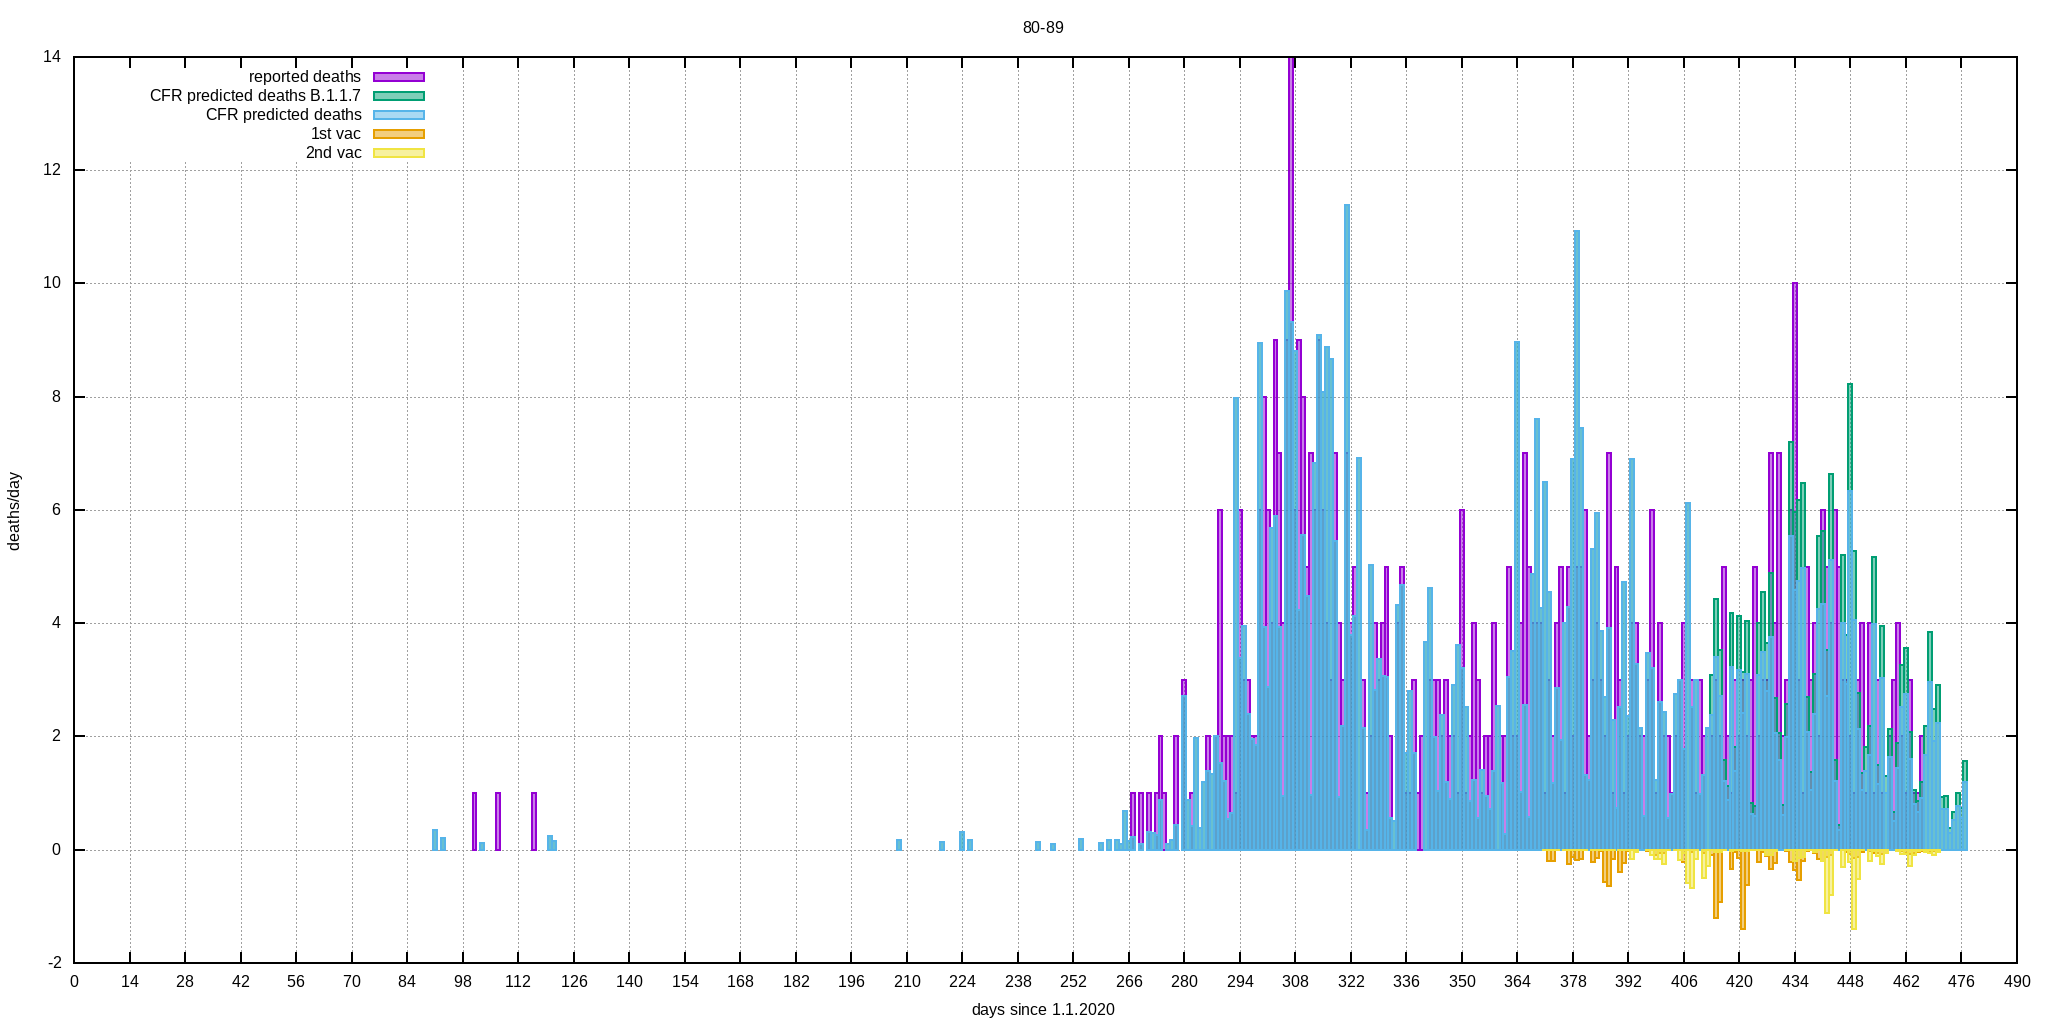 80-89
14
reported deaths
CFR predicted deaths B.1.1.7
CFR predicted deaths
1st vac
2nd vac
12
10
8
6
4
2
0
-2
deaths/day
0 14 28 42 56 70 84 98 112 126 140 154 168 182 196 210 224 238 252 266 280 294 308 322 336 350 364 378 392 406 420 434 448 462 476 490
days since 1.1.2020